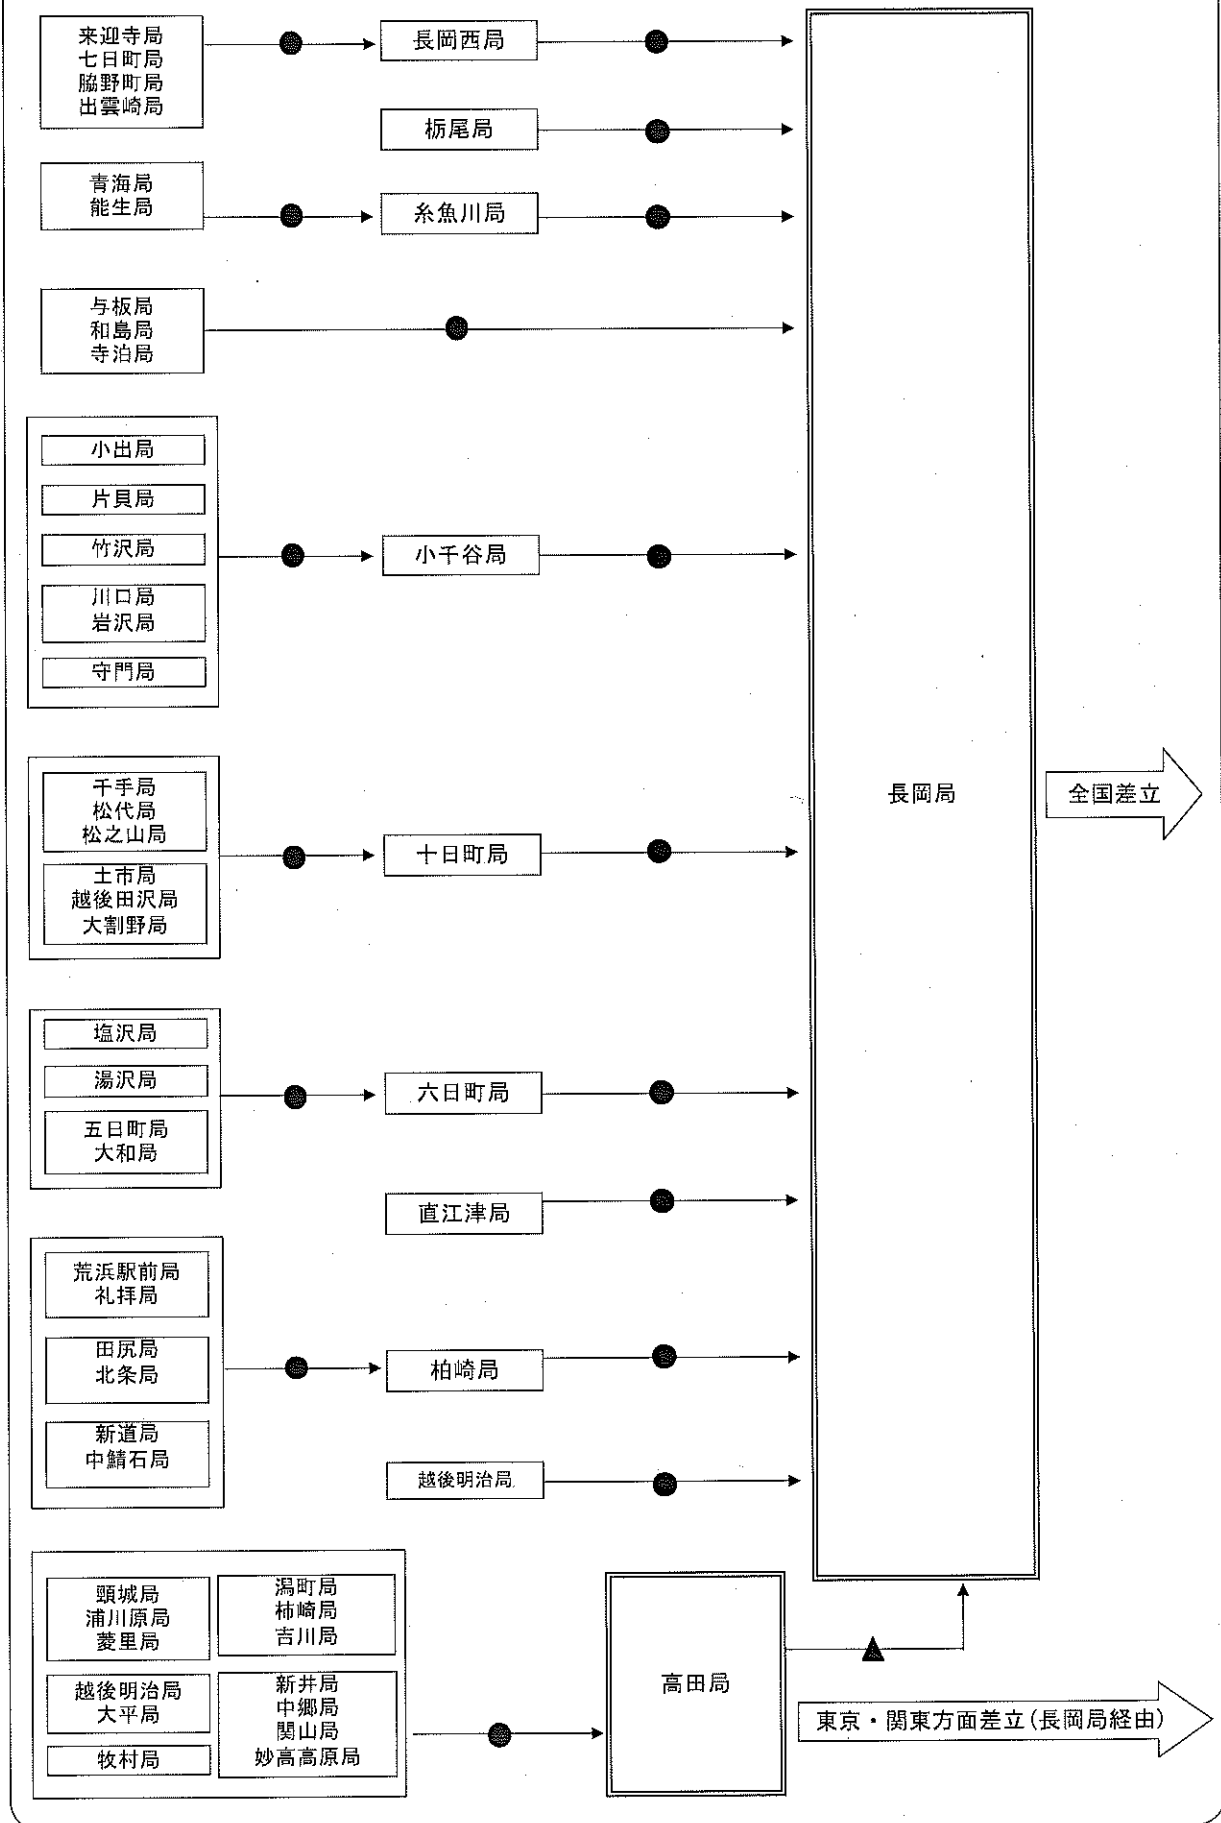 来迎寺局
七日町局
脇野町局
出雲崎局
長岡西局
栃尾局
青海局
能生局
糸魚川局
与板局
和島局
寺泊局
小出局
片貝局
竹沢局
川口局
岩沢局
守門局
小千谷局
千手局
松代局
松之山局
土市局
越後田沢局
大割野局
十日町局
長岡局
全国差立
塩沢局
湯沢局
五日町局
大和局
六日町局
直江津局
荒浜駅前局
礼拝局
田尻局
北条局
新道局
中鯖石局
柏崎局
越後明治局
頸城局
浦川原局
菱里局
潟町局
柿崎局
吉川局
越後明治局
大平局
牧村局
新井局
中郷局
関山局
妙高高原局
高田局
東京・関東方面差立(長岡局経由)